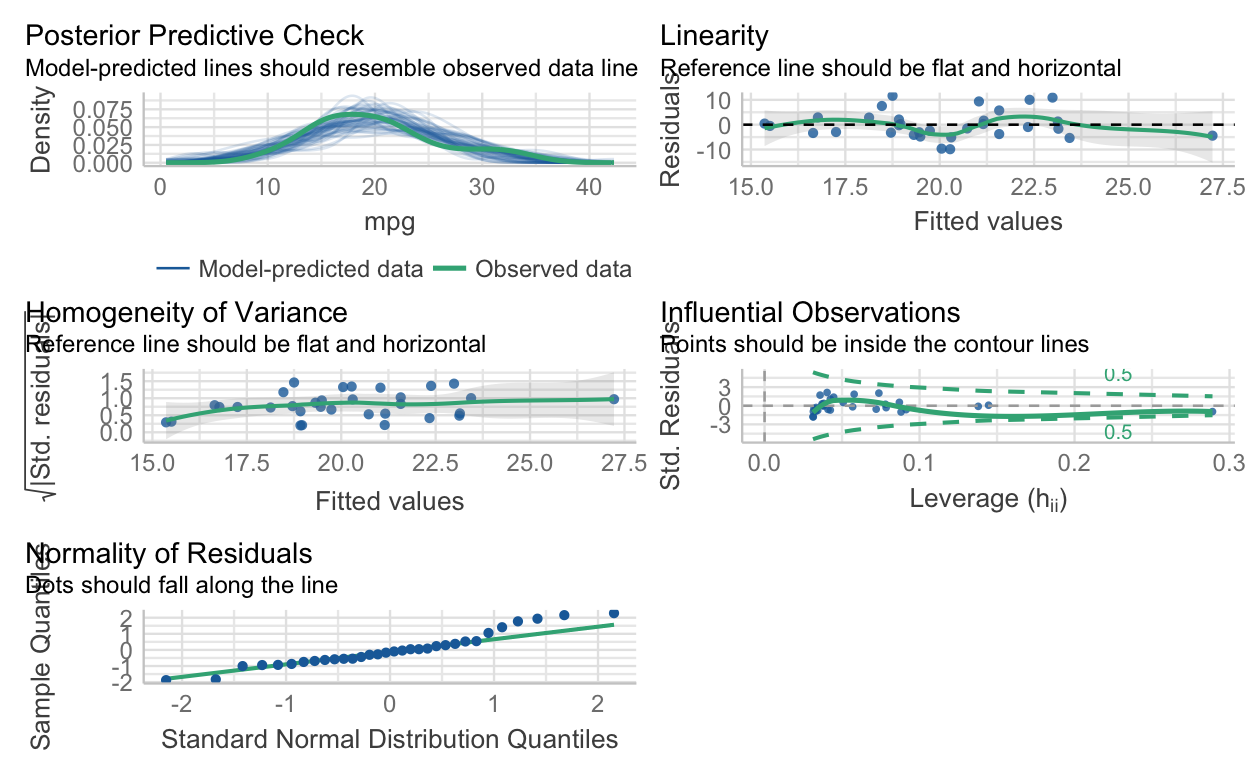 Posterior Predictive Check
Model-predicted lines should resemble observed data line
Density
0.075
0.050
0.025
0.000
0 10 20 30 40
mpg
Model-predicted data Observed data
Linearity
Reference line should be flat and horizontal
Residuals
10
0
-10
15.0 17.5 20.0 22.5 25.0 27.5
Fitted values
Homogeneity of Variance
Reference line should be flat and horizontal
√|Std. residuals|
1.5
1.0
0.5
0.0
15.0 17.5 20.0 22.5 25.0 27.5
Fitted values
Influential Observations
Points should be inside the contour lines
Std. Residuals
3
0
-3
0.5
0.5
0.0 0.1 0.2 0.3
Leverage (hii)
Normality of Residuals
Dots should fall along the line
Sample Quantiles
2
1
0
-1
-2
-2 -1 0 1 2
Standard Normal Distribution Quantiles